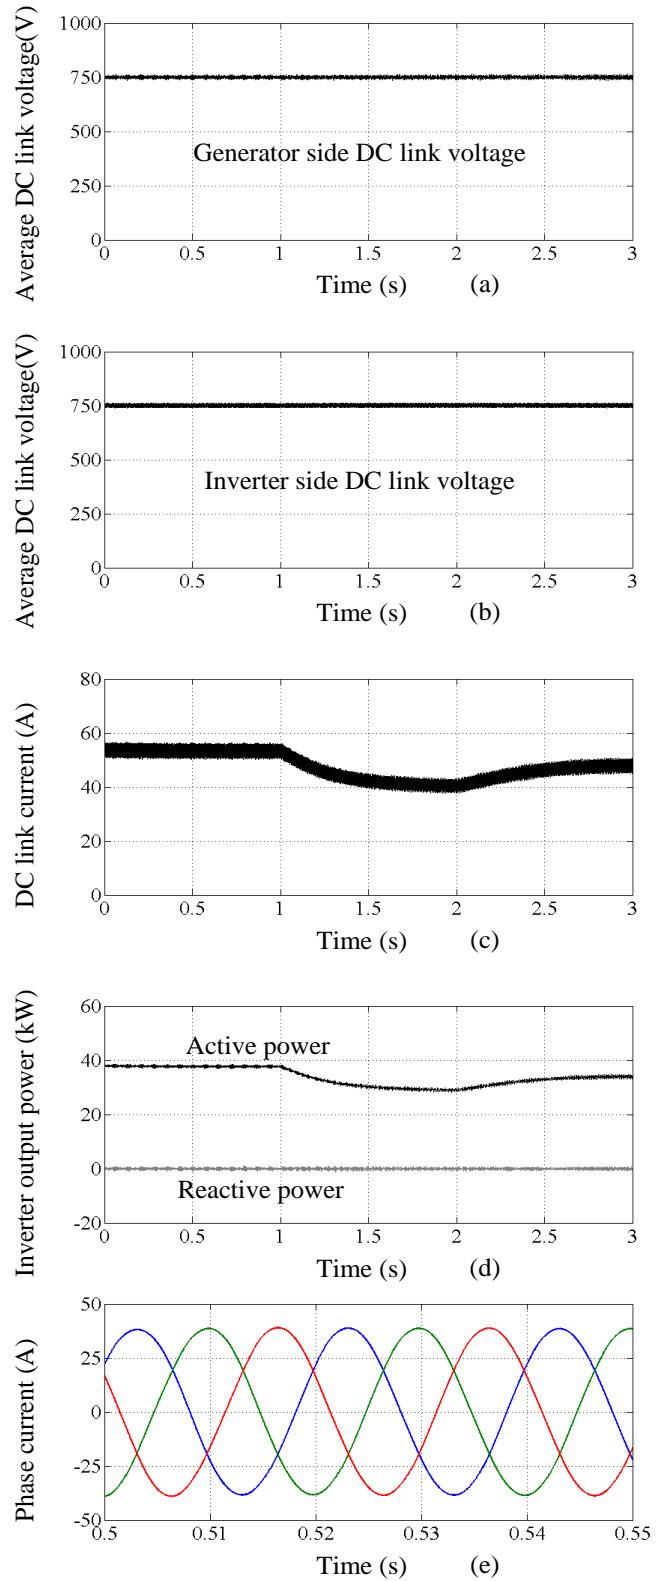 Average DC link voltage(V)
1000
750
500
250
0
Generator side DC link voltage
0 0.5 1 1.5 2 2.5 3
Time (s) (a)
Average DC link voltage(V)
1000
750
500
250
0
Inverter side DC link voltage
0 0.5 1 1.5 2 2.5 3
Time (s) (b)
DC link current (A)
80
60
40
20
0
0 0.5 1 1.5 2 2.5 3
Time (s) (c)
Inverter output power (kW)
60
40
20
0
-20
Active power
Reactive power
0 0.5 1 1.5 2 2.5 3
Time (s) (d)
Phase current (A)
50
25
0
-25
-50
0.5 0.51 0.52 0.53 0.54 0.55
Time (s) (e)